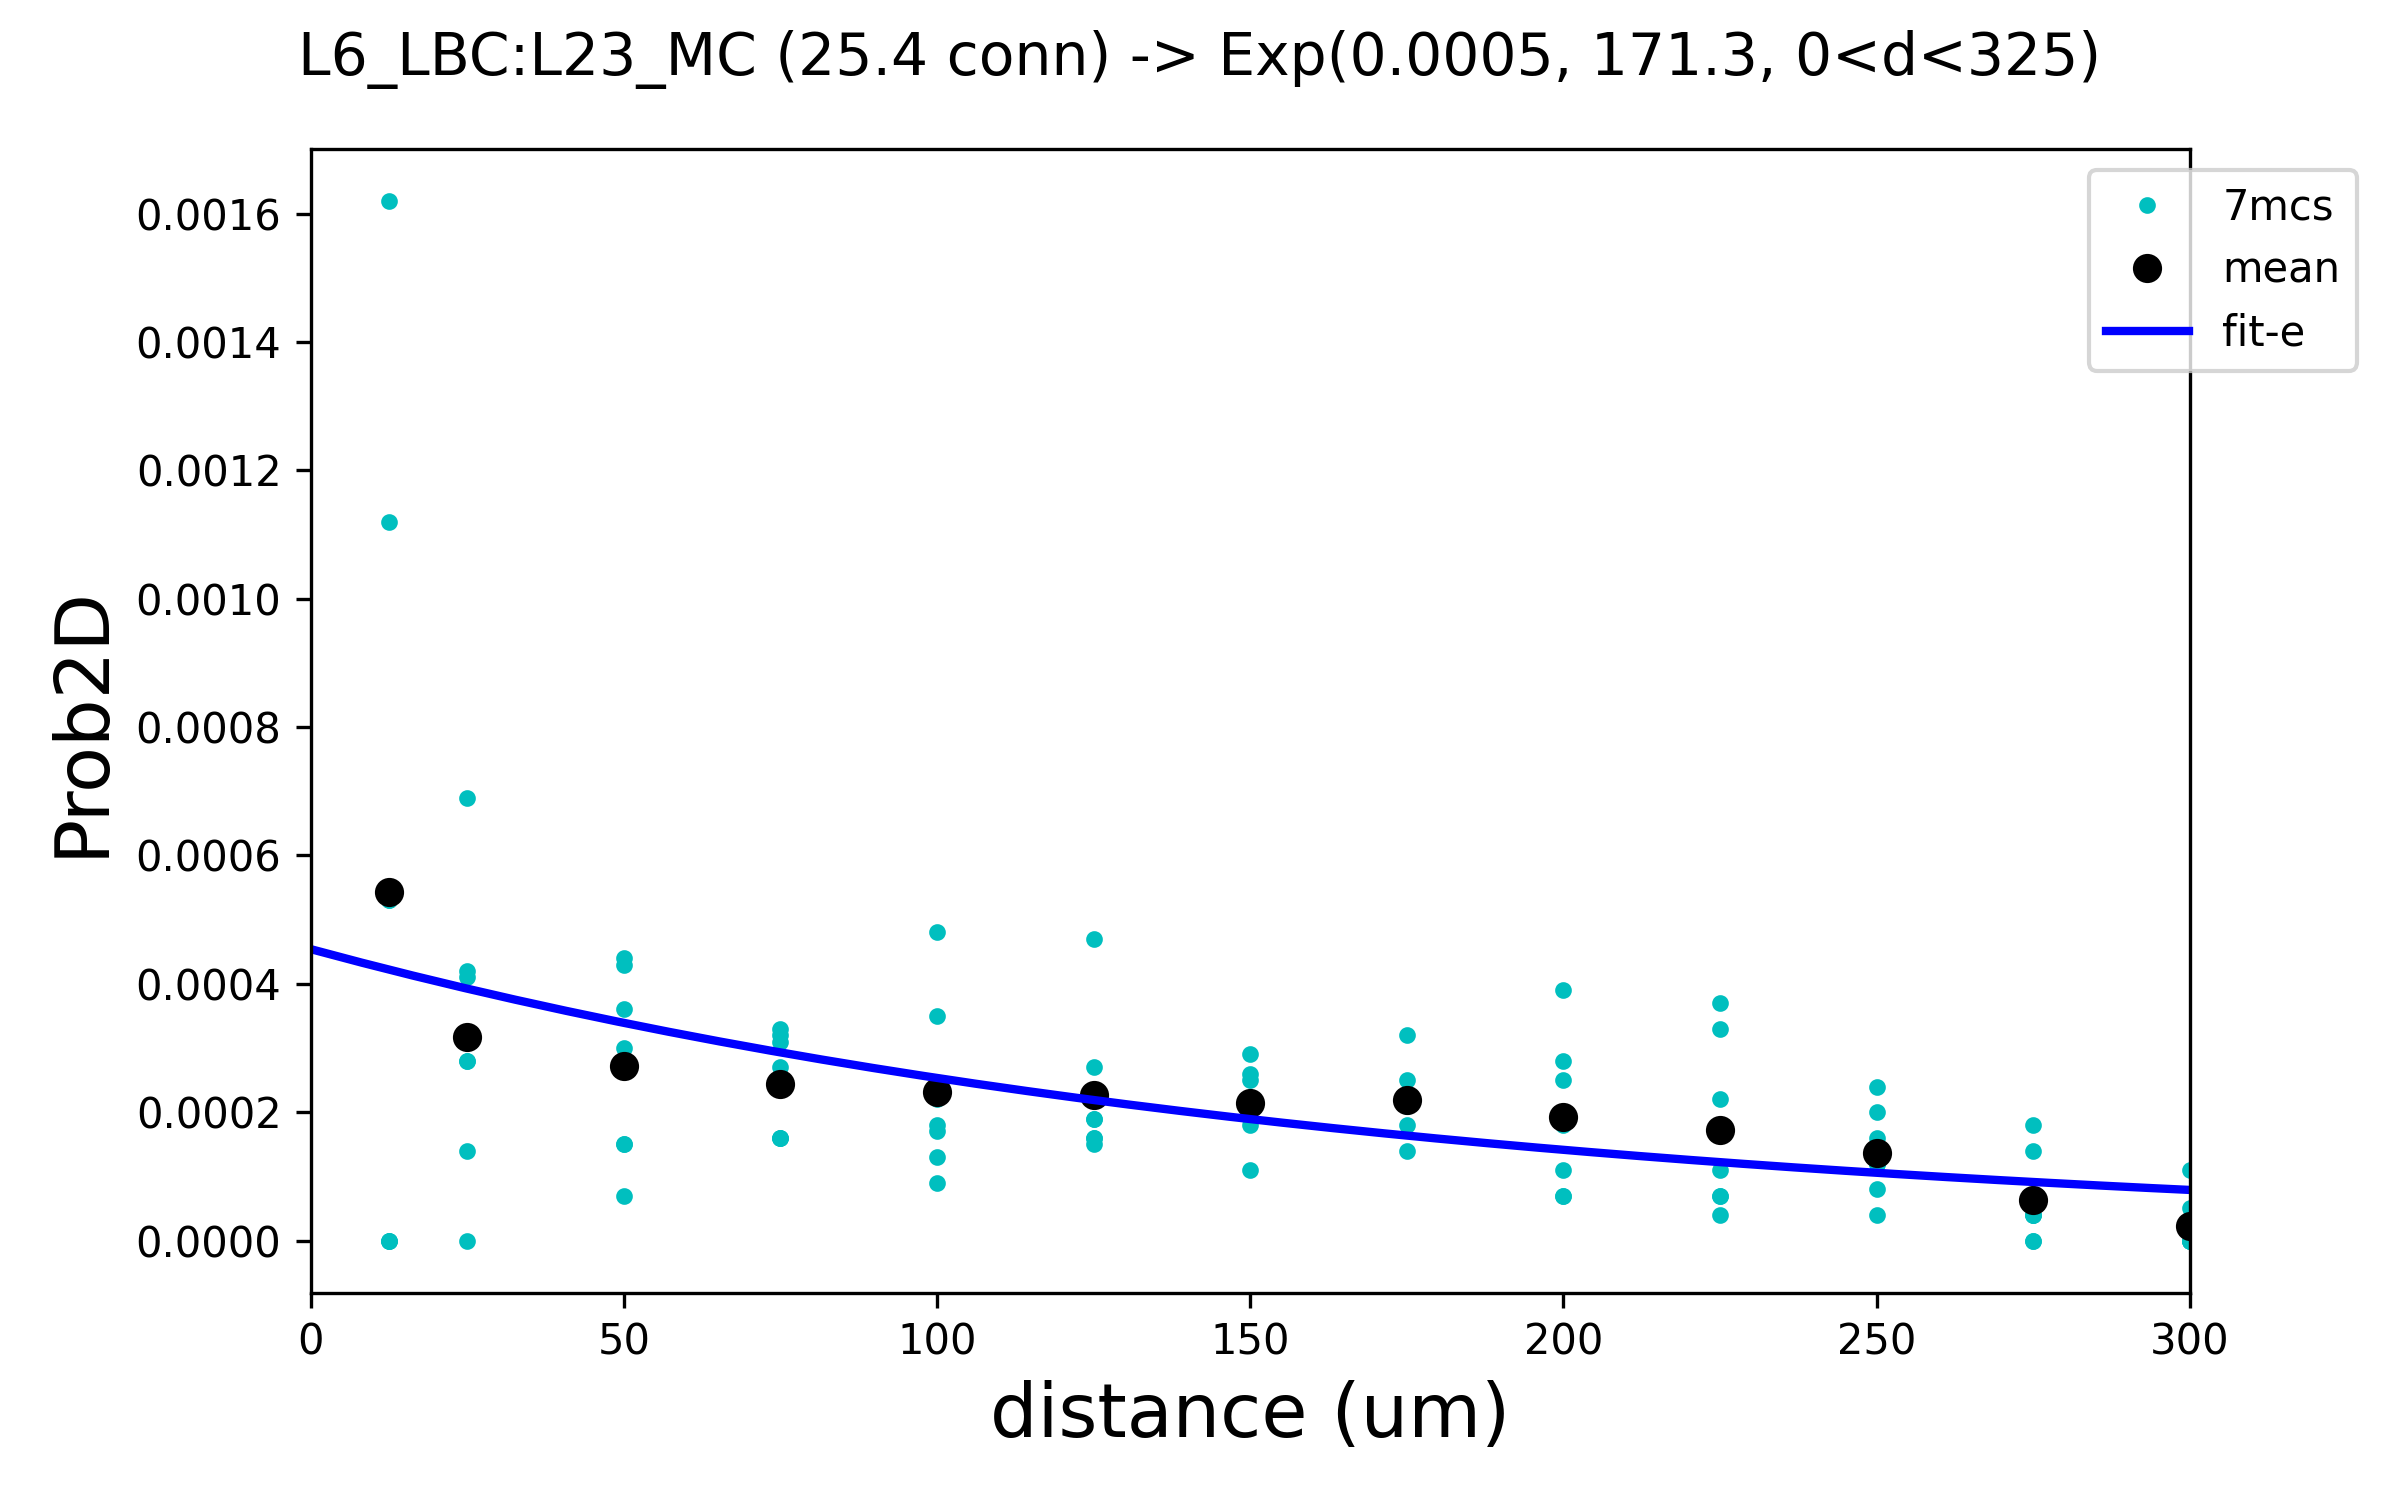 L6_LBC:L23_MC (25.4 conn) -> Exp(0.0005, 171.3, 0<d<325)
7mcs
mean
fit-e
Prob2D
0.0016
0.0014
0.0012
0.0010
0.0008
0.0006
0.0004
0.0002
0.0000
0 50 100 150 200 250 300
distance (um)